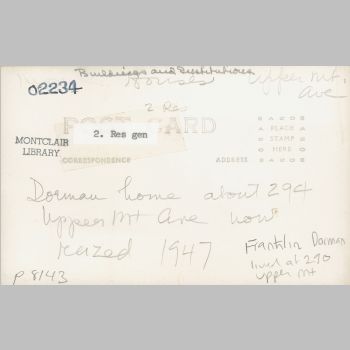 Buildings and Institutions
02234
Houses
Upper Mt.
Ave
2 Res
POST CARD
2. Res gen
MONTCLAIR
LIBRARY
PLACE
STAMP
HERE
CORRESPONDENCE
ADDRESS
Dorman home about 294
Upper Mt Ave now
Razed 1947
Franklin Dorman
lived at 290
Upper Mt
P 8143